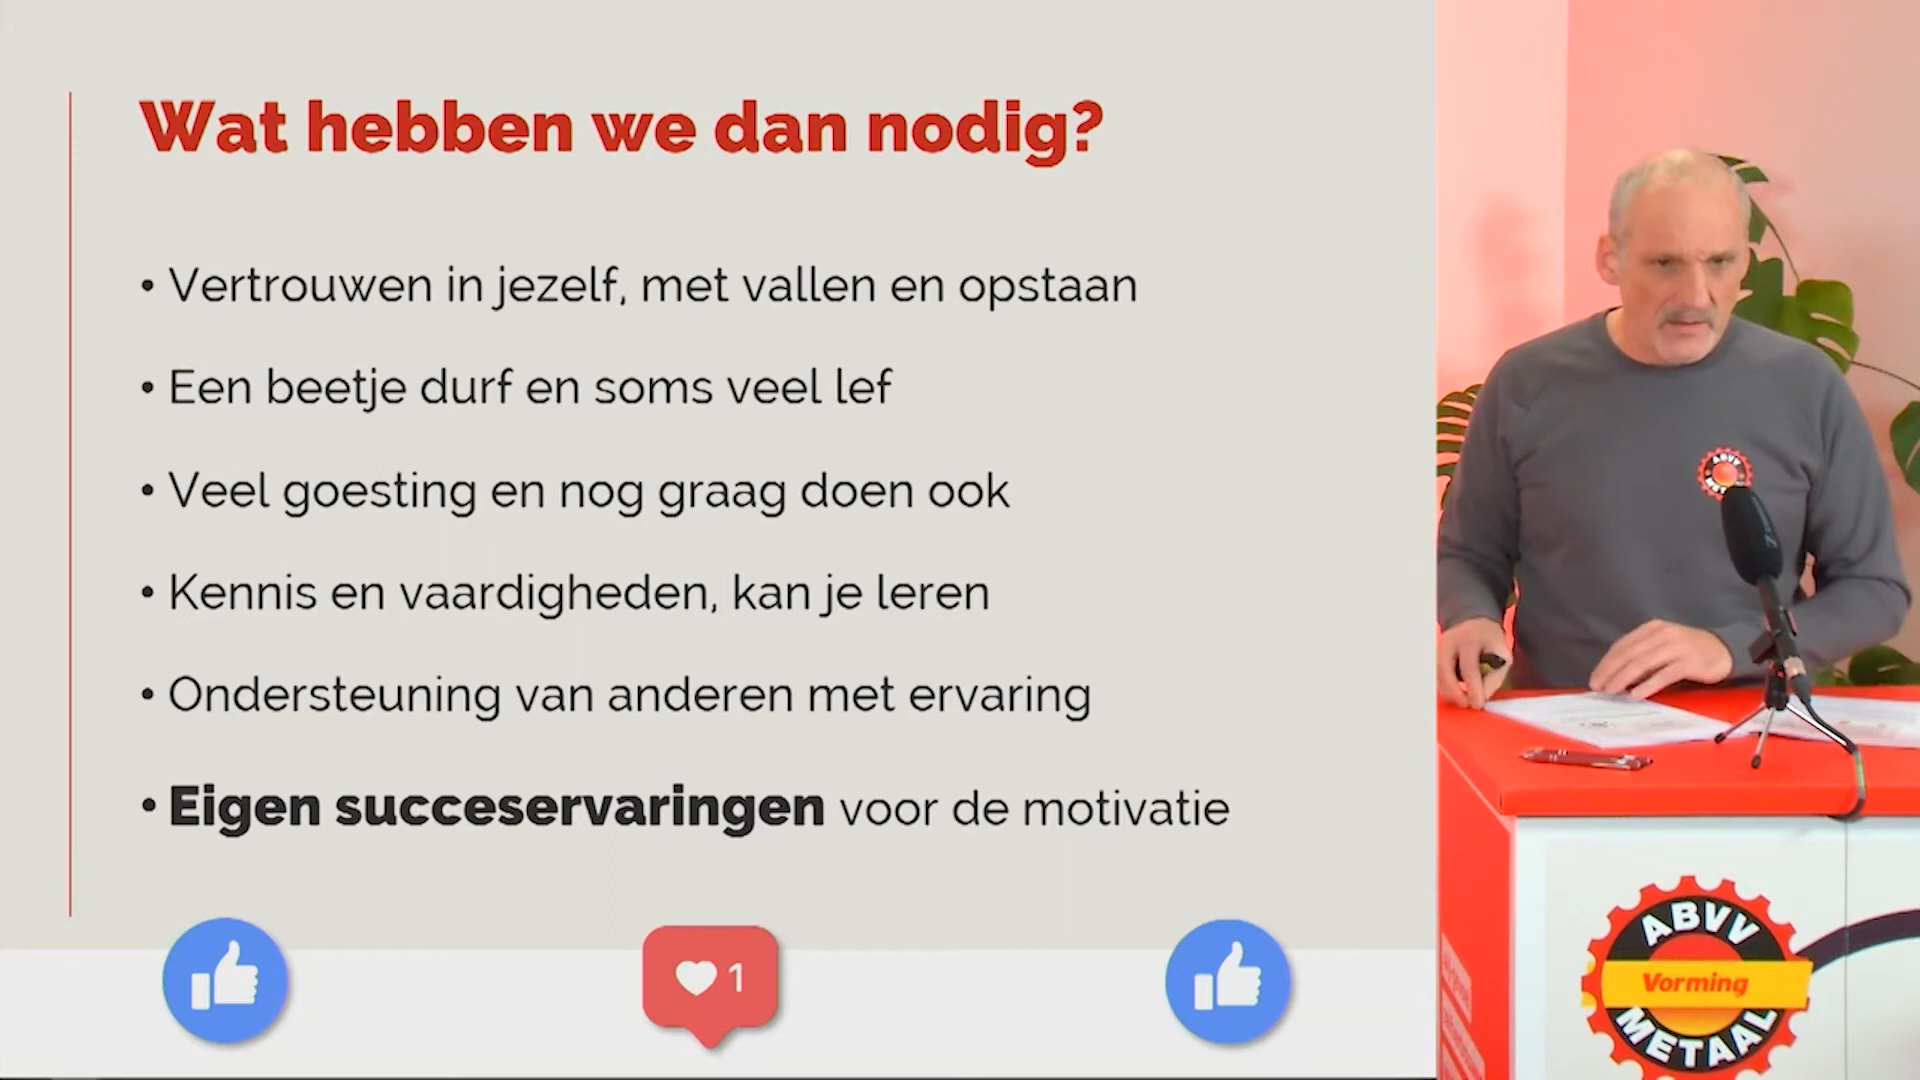 Wat hebben we dan nodig?
• Vertrouwen in jezelf, met vallen en opstaan
• Een beetje durf en soms veel lef
• Veel goesting en nog graag doen ook
• Kennis en vaardigheden, kan je leren
• Ondersteuning van anderen met ervaring
• Eigen succeservaringen voor de motivatie
1
ABVV
ABVV
Vorming
METAAL